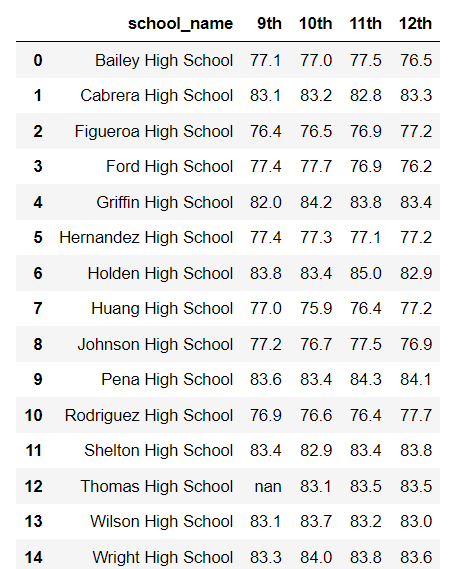 school_name 9th 10th 11th 12th
0 Bailey High School 77.1 77.0 77.5 76.5
1 Cabrera High School 83.1 83.2 82.8 83.3
2 Figueroa High School 76.4 76.5 76.9 77.2
3 Ford High School 77.4 77.7 76.9 76.2
4 Griffin High School 82.0 84.2 83.8 83.4
5 Hernandez High School 77.4 77.3 77.1 77.2
6 Holden High School 83.8 83.4 85.0 82.9
7 Huang High School 77.0 75.9 76.4 77.2
8 Johnson High School 77.2 76.7 77.5 76.9
9 Pena High School 83.6 83.4 84.3 84.1
10 Rodriguez High School 76.9 76.6 76.4 77.7
11 Shelton High School 83.4 82.9 83.4 83.8
12 Thomas High School nan 83.1 83.5 83.5
13 Wilson High School 83.1 83.7 83.2 83.0
14 Wright High School 83.3 84.0 83.8 83.6